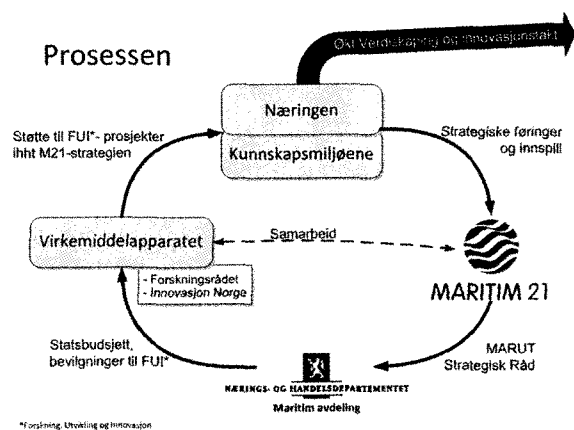 Prosessen
Økt Verdiskaping og innovasjonstakt
Næringen
Kunnskapsmiljøene
Støtte til FUI*- prosjekter
ihht M21-strategien
Strategiske føringer
og innspill
Virkemiddelapparatet
Samarbeid
- Forskningsrådet
- Innovasjon Norge
MARITIM 21
Statsbudsjett,
bevilgninger til FUI*
MARUT
Strategisk Råd
NÆRINGS- OG HANDELSDEPARTEMENTET
Maritim avdeling
*Forskning, Utvikling og Innovasjon